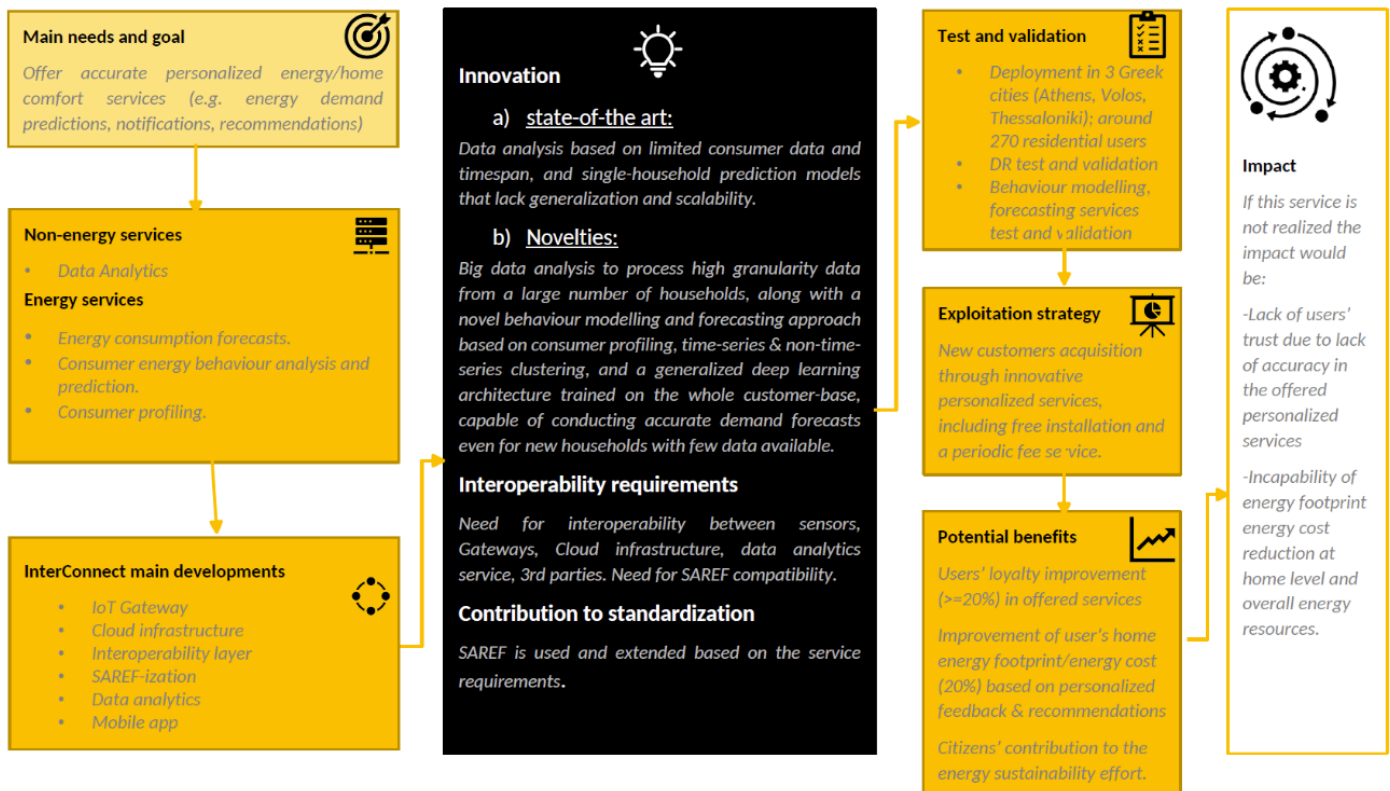 Main needs and goal
Offer accurate personalized energy/home
comfort services (e.g. energy demand
predictions, notifications, recommendations)
Non-energy services
• Data Analytics
Energy services
• Energy consumption forecasts.
• Consumer energy behaviour analysis and
prediction.
• Consumer profiling.
InterConnect main developments
• IoT Gateway
• Cloud infrastructure
• Interoperability layer
• SAREF-ization
• Data analytics
• Mobile app
Innovation
a) state-of-the art:
Data analysis based on limited consumer data and
timespan, and single-household prediction models
that lack generalization and scalability.
b) Novelties:
Big data analysis to process high granularity data
from a large number of households, along with a
novel behaviour modelling and forecasting approach
based on consumer profiling, time-series & non-time-
series clustering, and a generalized deep learning
architecture trained on the whole customer-base,
capable of conducting accurate demand forecasts
even for new households with few data available.
Interoperability requirements
Need for interoperability between sensors,
Gateways, Cloud infrastructure, data analytics
service, 3rd parties. Need for SAREF compatibility.
Contribution to standardization
SAREF is used and extended based on the service
requirements.
Test and validation
• Deployment in 3 Greek
cities (Athens, Volos,
Thessaloniki): around
270 residential users
• DR test and validation
• Behaviour modelling,
forecasting services
test and validation
Exploitation strategy
New customers acquisition
through innovative
personalized services,
including free installation and
a periodic fee service.
Potential benefits
Users' loyalty improvement
(>=20%) in offered services
Improvement of user's home
energy footprint/energy cost
(20%) based on personalized
feedback & recommendations
Citizens' contribution to the
energy sustainability effort.
Impact
If this service is
not realized the
impact would
be:
-Lack of users'
trust due to lack
of accuracy in
the offered
personalized
services
-Incapability of
energy footprint
energy cost
reduction at
home level and
overall energy
resources.